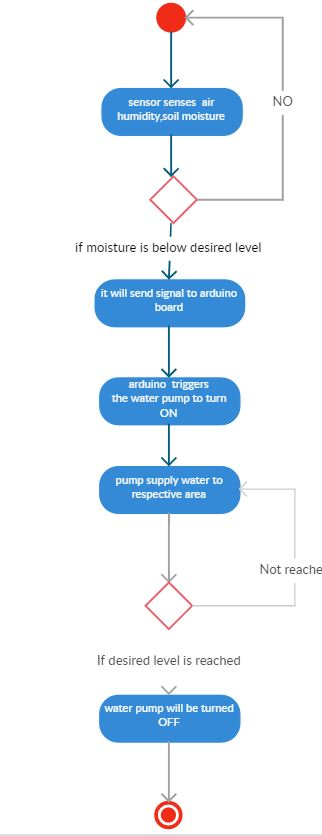 sensor senses air
humidity,soil moisture
NO
if moisture is below desired level
it will send signal to arduino
board
arduino triggers
the water pump to turn
ON
pump supply water to
respective area
Not reache
If desired level is reached
water pump will be turned
OFF